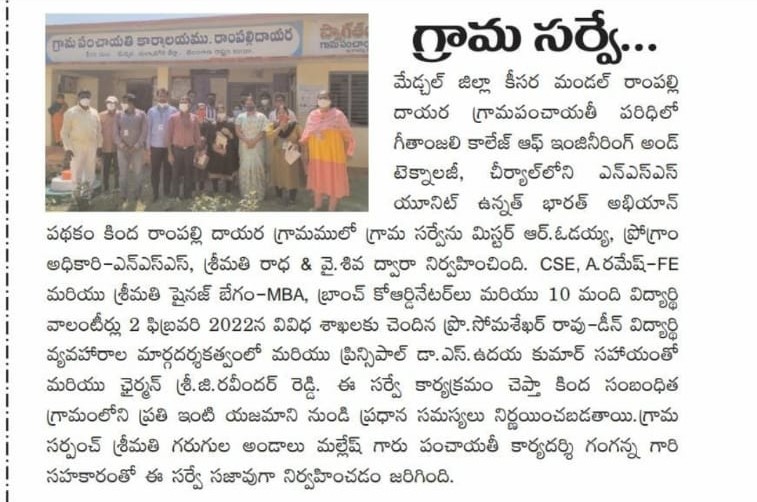 గ్రామ పంచాయతి కార్యాలయము. రాంపల్లిదాయర
స్వాగతం
గ్రామ సర్వే...
మేడ్చల్ జిల్లా కీసర మండల్ రాంపల్లి
దాయర గ్రామపంచాయతీ పరిధిలో
గీతాంజలి కాలేజ్ ఆఫ్ ఇంజినీరింగ్ అండ్
టెక్నాలజీ, చీర్యాల్‌లోని ఎన్ఎస్ఎస్
యూనిట్ ఉన్నత్ భారత్ అభియాన్
పథకం కింద రాంపల్లి దాయర గ్రామములో గ్రామ సర్వేను మిస్టర్ ఆర్.ఓడయ్య, ప్రోగ్రాం
అధికారి-ఎన్ఎస్ఎస్, శ్రీమతి రాధ & వై.శివ ద్వారా నిర్వహించింది. CSE, A.రమేష్-FE
మరియు శ్రీమతి షైనజ్ బేగం-MBA, బ్రాంచ్ కోఆర్డినేటర్‌లు మరియు 10 మంది విద్యార్థి
వాలంటీర్లు 2 ఫిబ్రవరి 2022న వివిధ శాఖలకు చెందిన ప్రొ.సోమశేఖర్ రావు-డీన్ విద్యార్థి
వ్యవహారాల మార్గదర్శకత్వంలో మరియు ప్రిన్సిపాల్ డా.ఎస్.ఉదయ కుమార్ సహాయంతో
మరియు ఛైర్మన్ శ్రీ.జి.రవీందర్ రెడ్డి. ఈ సర్వే కార్యక్రమం చెప్తా కింద సంబంధిత
గ్రామంలోని ప్రతి ఇంటి యజమాని నుండి ప్రధాన సమస్యలు నిర్ణయించబడతాయి.గ్రామ
సర్పంచ్ శ్రీమతి గరుగుల అండాలు మల్లేష్ గారు పంచాయతీ కార్యదర్శి గంగన్న గారి
సహకారంతో ఈ సర్వే సజావుగా నిర్వహించడం జరిగింది.